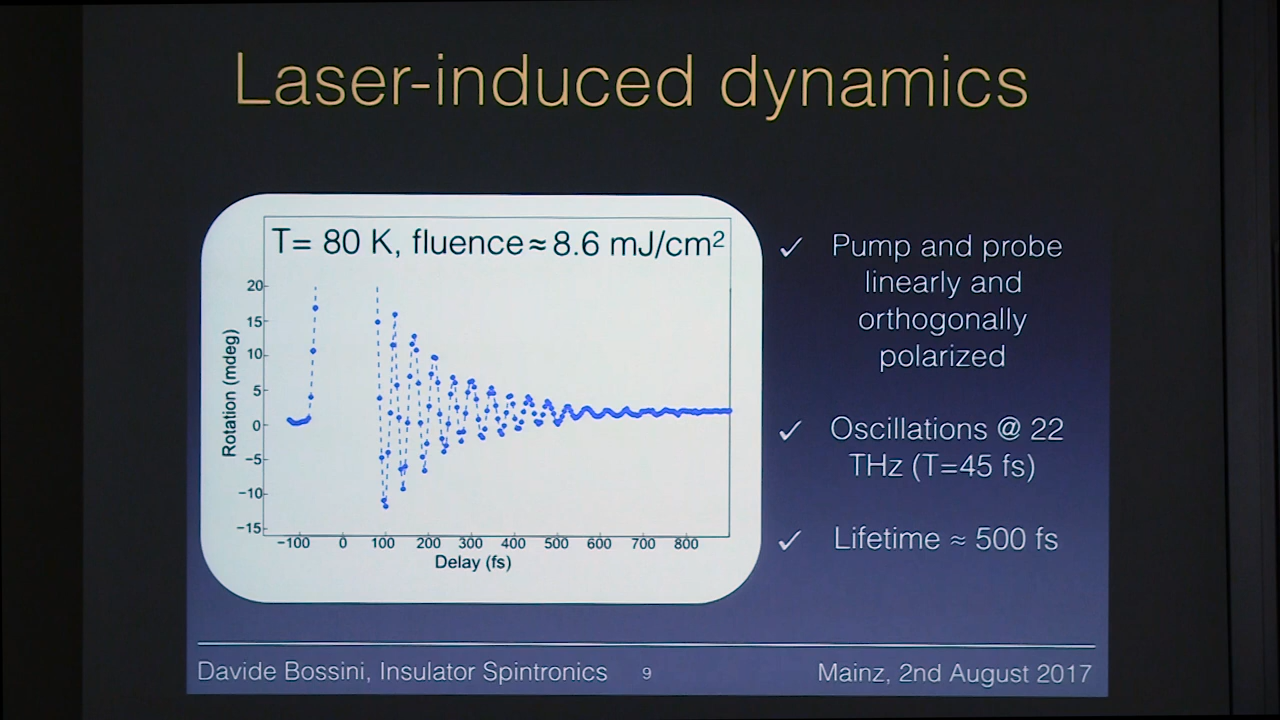 Laser-induced dynamics
T= 80 K, fluence≈8.6 mJ/cm²
20
15
10
5
0
−5
−10
−15
Rotation (mdeg)
−100 0 100 200 300 400 500 600 700 800
Delay (fs)
✓ Pump and probe
linearly and
orthogonally
polarized
✓ Oscillations @ 22
THz (T=45 fs)
✓ Lifetime ≈ 500 fs
Davide Bossini, Insulator Spintronics 9 Mainz, 2nd August 2017